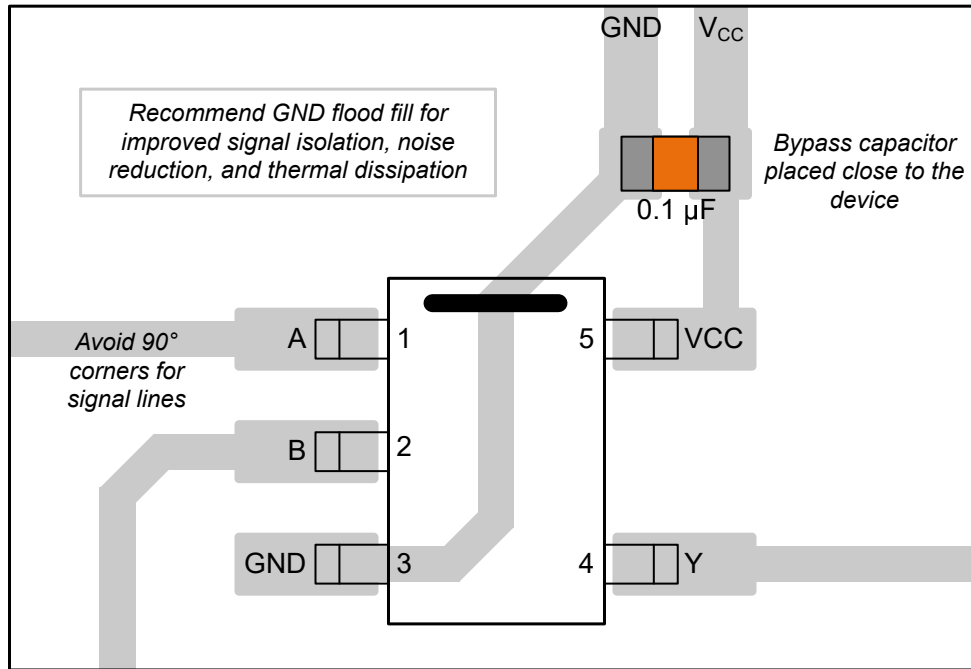 GND
V<sub>CC</sub>
Recommend GND flood fill for
improved signal isolation, noise
reduction, and thermal dissipation
Bypass capacitor
placed close to the
device
0.1 µF
A
1
5
VCC
Avoid 90°
corners for
signal lines
B
2
GND
3
4
Y